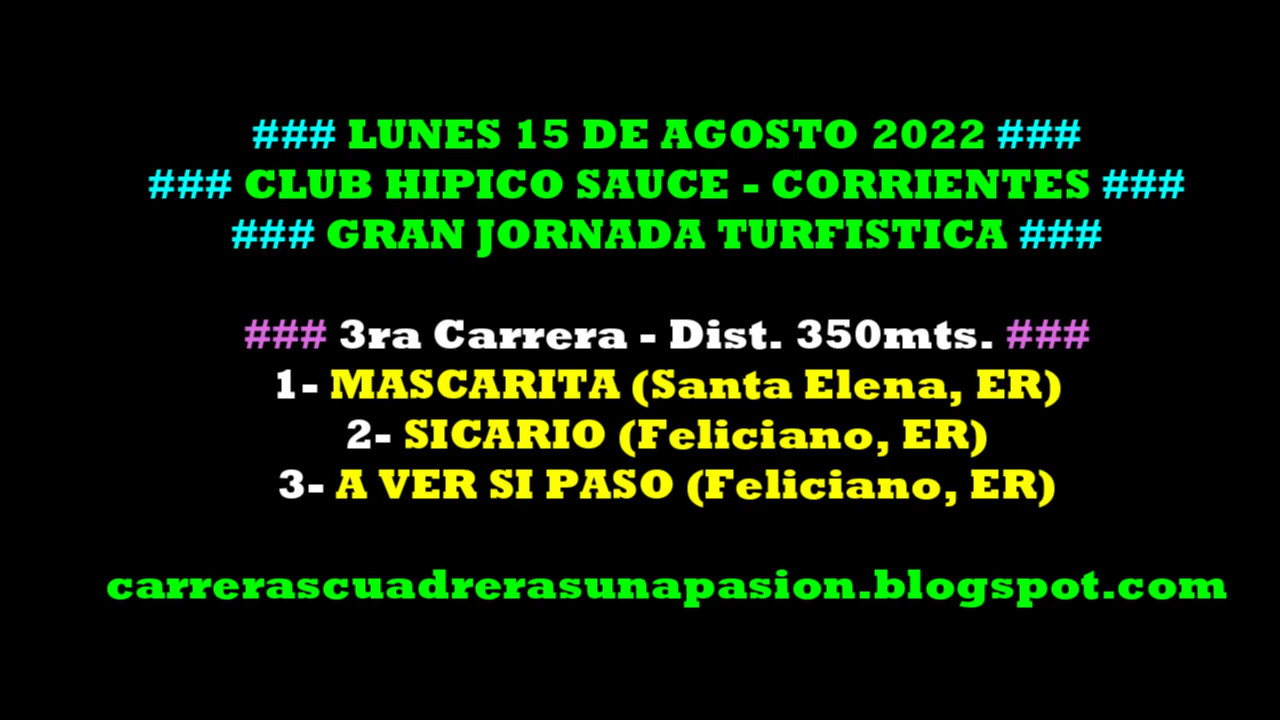 ### LUNES 15 DE AGOSTO 2022 ###
### CLUB HIPICO SAUCE - CORRIENTES ###
### GRAN JORNADA TURFISTICA ###
### 3ra Carrera - Dist. 350mts. ###
1- MASCARITA (Santa Elena, ER)
2- SICARIO (Feliciano, ER)
3- A VER SI PASO (Feliciano, ER)
carrerascuadrerasunapasion.blogspot.com